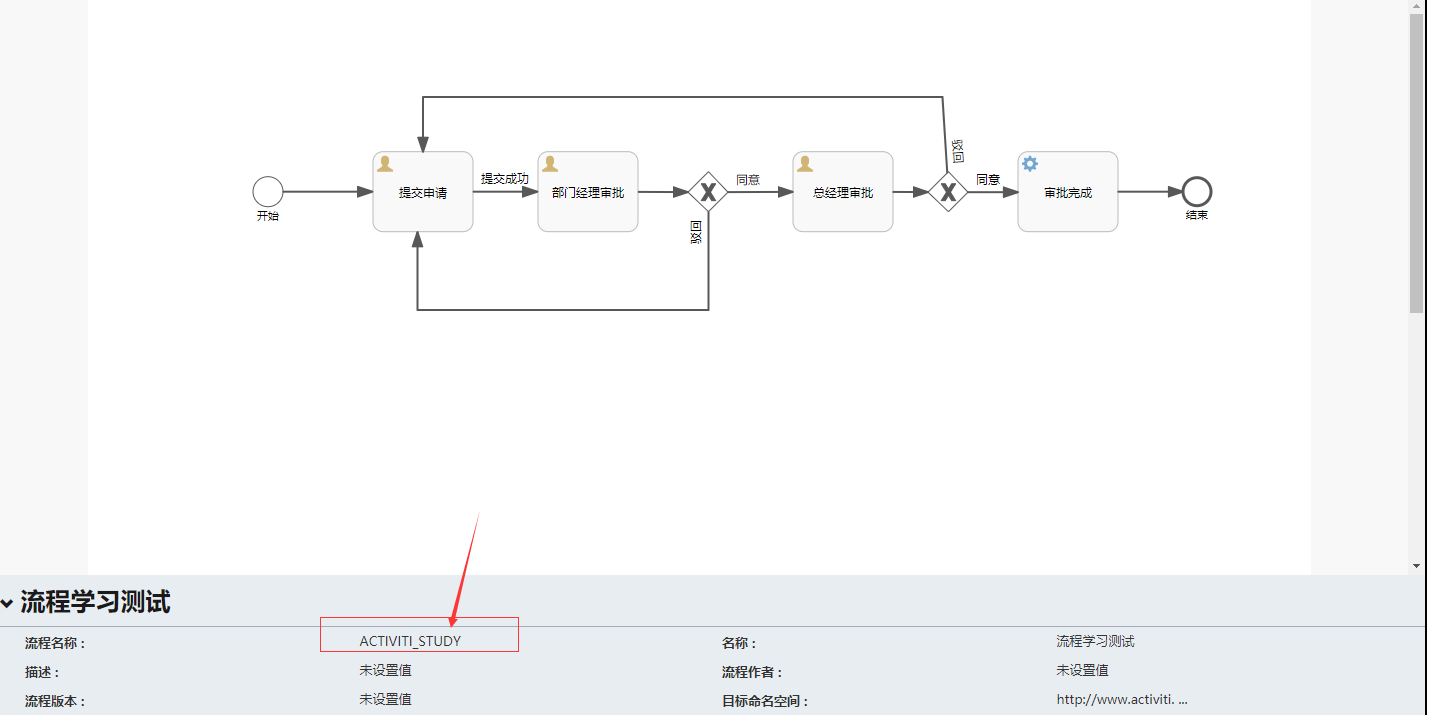 驳回
提交成功
同意
同意
提交申请
部门经理审批
总经理审批
审批完成
开始
驳回
结束
流程学习测试
流程名称：
ACTIVITI_STUDY
名称：
流程学习测试
描述：
未设置值
流程作者：
未设置值
流程版本：
未设置值
目标命名空间：
http://www.activiti. ...